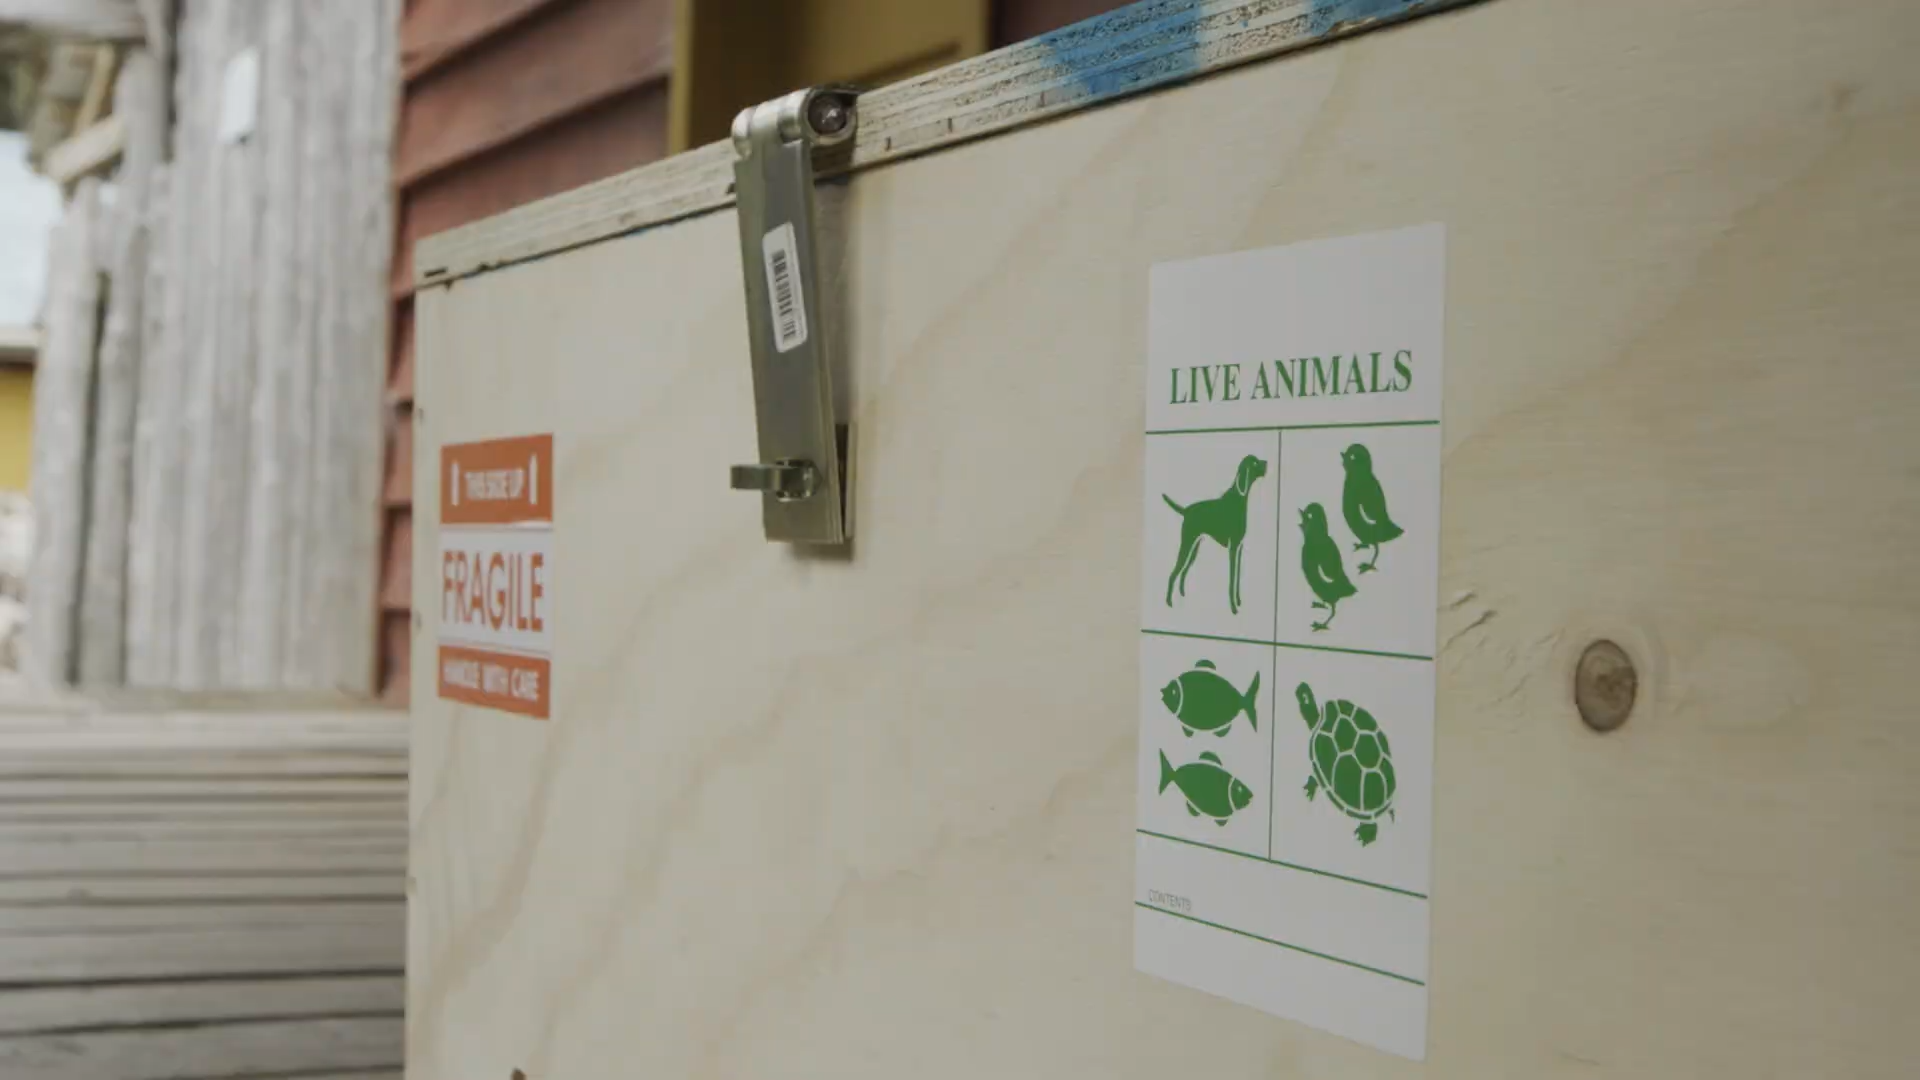 THIS SIDE UP
FRAGILE
HANDLE WITH CARE
LIVE ANIMALS
CONTENTS